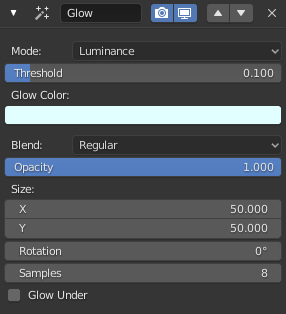 Glow
Mode: Luminance
Threshold 0.100
Glow Color:
Blend: Regular
Opacity 1.000
Size:
X 50.000
Y 50.000
Rotation 0°
Samples 8
Glow Under